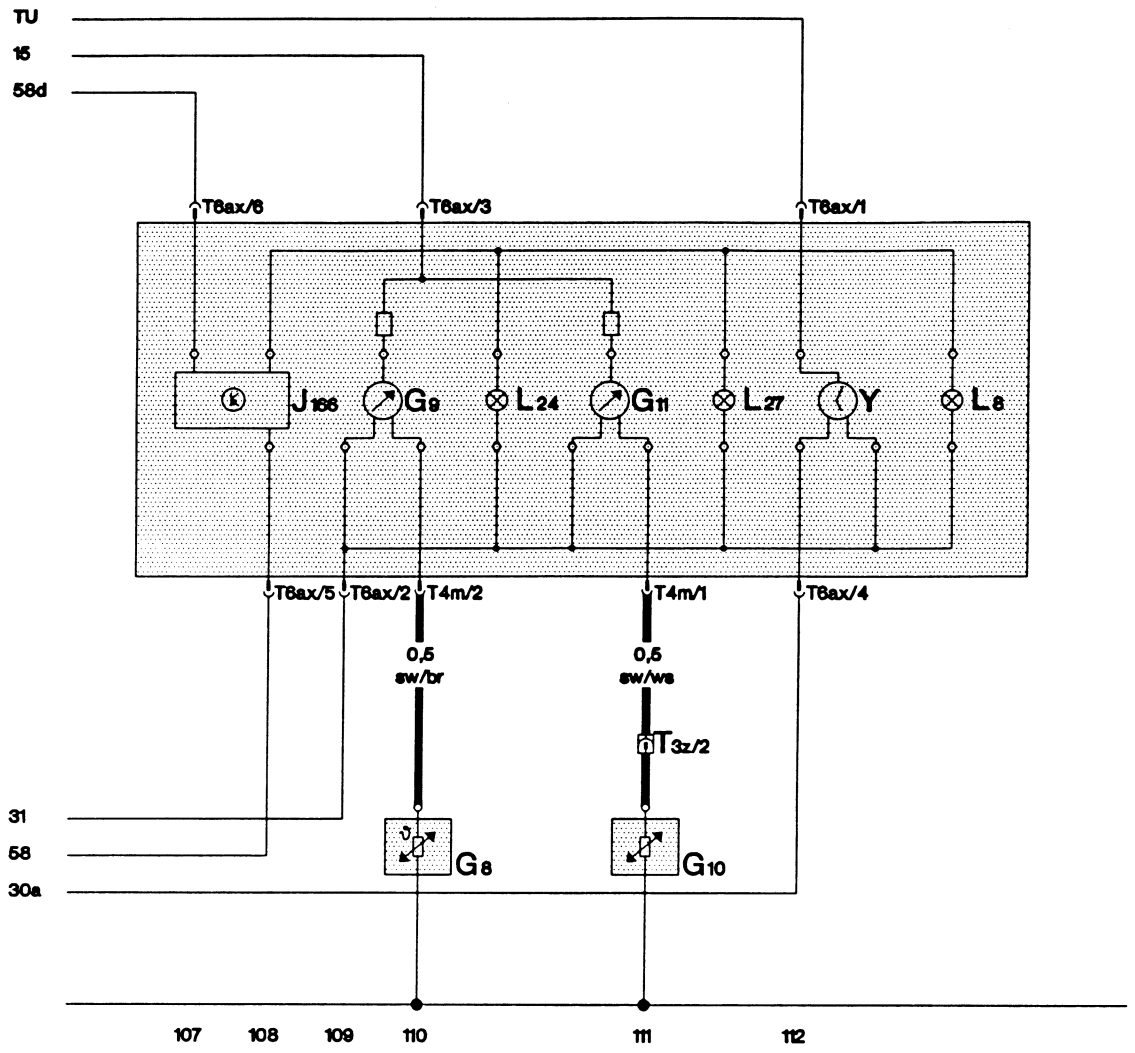 TU
15
58d
T6ax/6 T6ax/3 T6ax/1
J166 G9 L24 G11 L27 Y L8
T6ax/5 T6ax/2 T4m/2 T4m/1 T6ax/4
0,5 0,5
sw/br sw/ws
T3z/2
31
58
30a
G8 G10
107 108 109 110 111 112